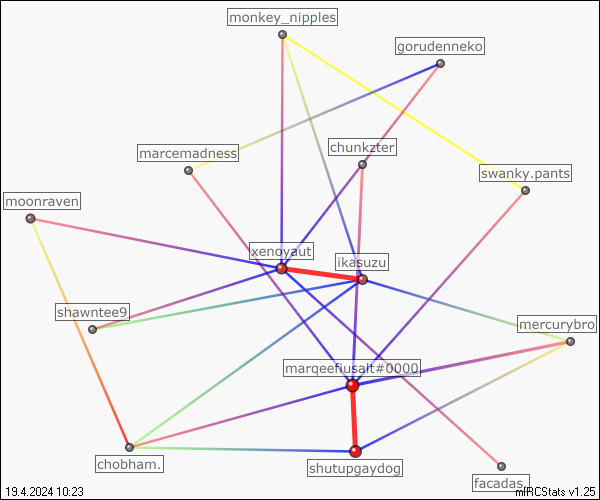 monkey_nipples
gorudenneko
marcemadness
chunkzter
swanky.pants
moonraven
xenoyaut
ikasuzu
shawntee9
mercurybro
marqeefiusalt#0000
chobham.
shutupgaydog
facadas.
19.4.2024 10:23
mIRCStats v1.25